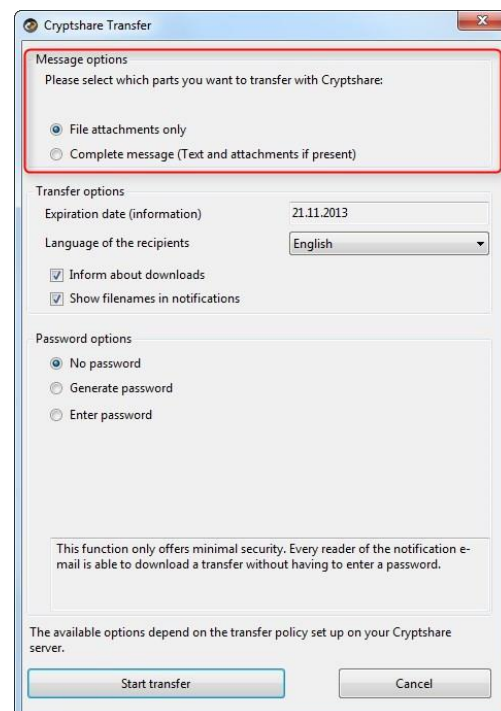 Cryptshare Transfer
Message options
Please select which parts you want to transfer with Cryptshare:
File attachments only
Complete message (Text and attachments if present)
Transfer options
Expiration date (information) 21.11.2013
Language of the recipients English
Inform about downloads
Show filenames in notifications
Password options
No password
Generate password
Enter password
This function only offers minimal security. Every reader of the notification e-
mail is able to download a transfer without having to enter a password.
The available options depend on the transfer policy set up on your Cryptshare
server.
Start transfer Cancel